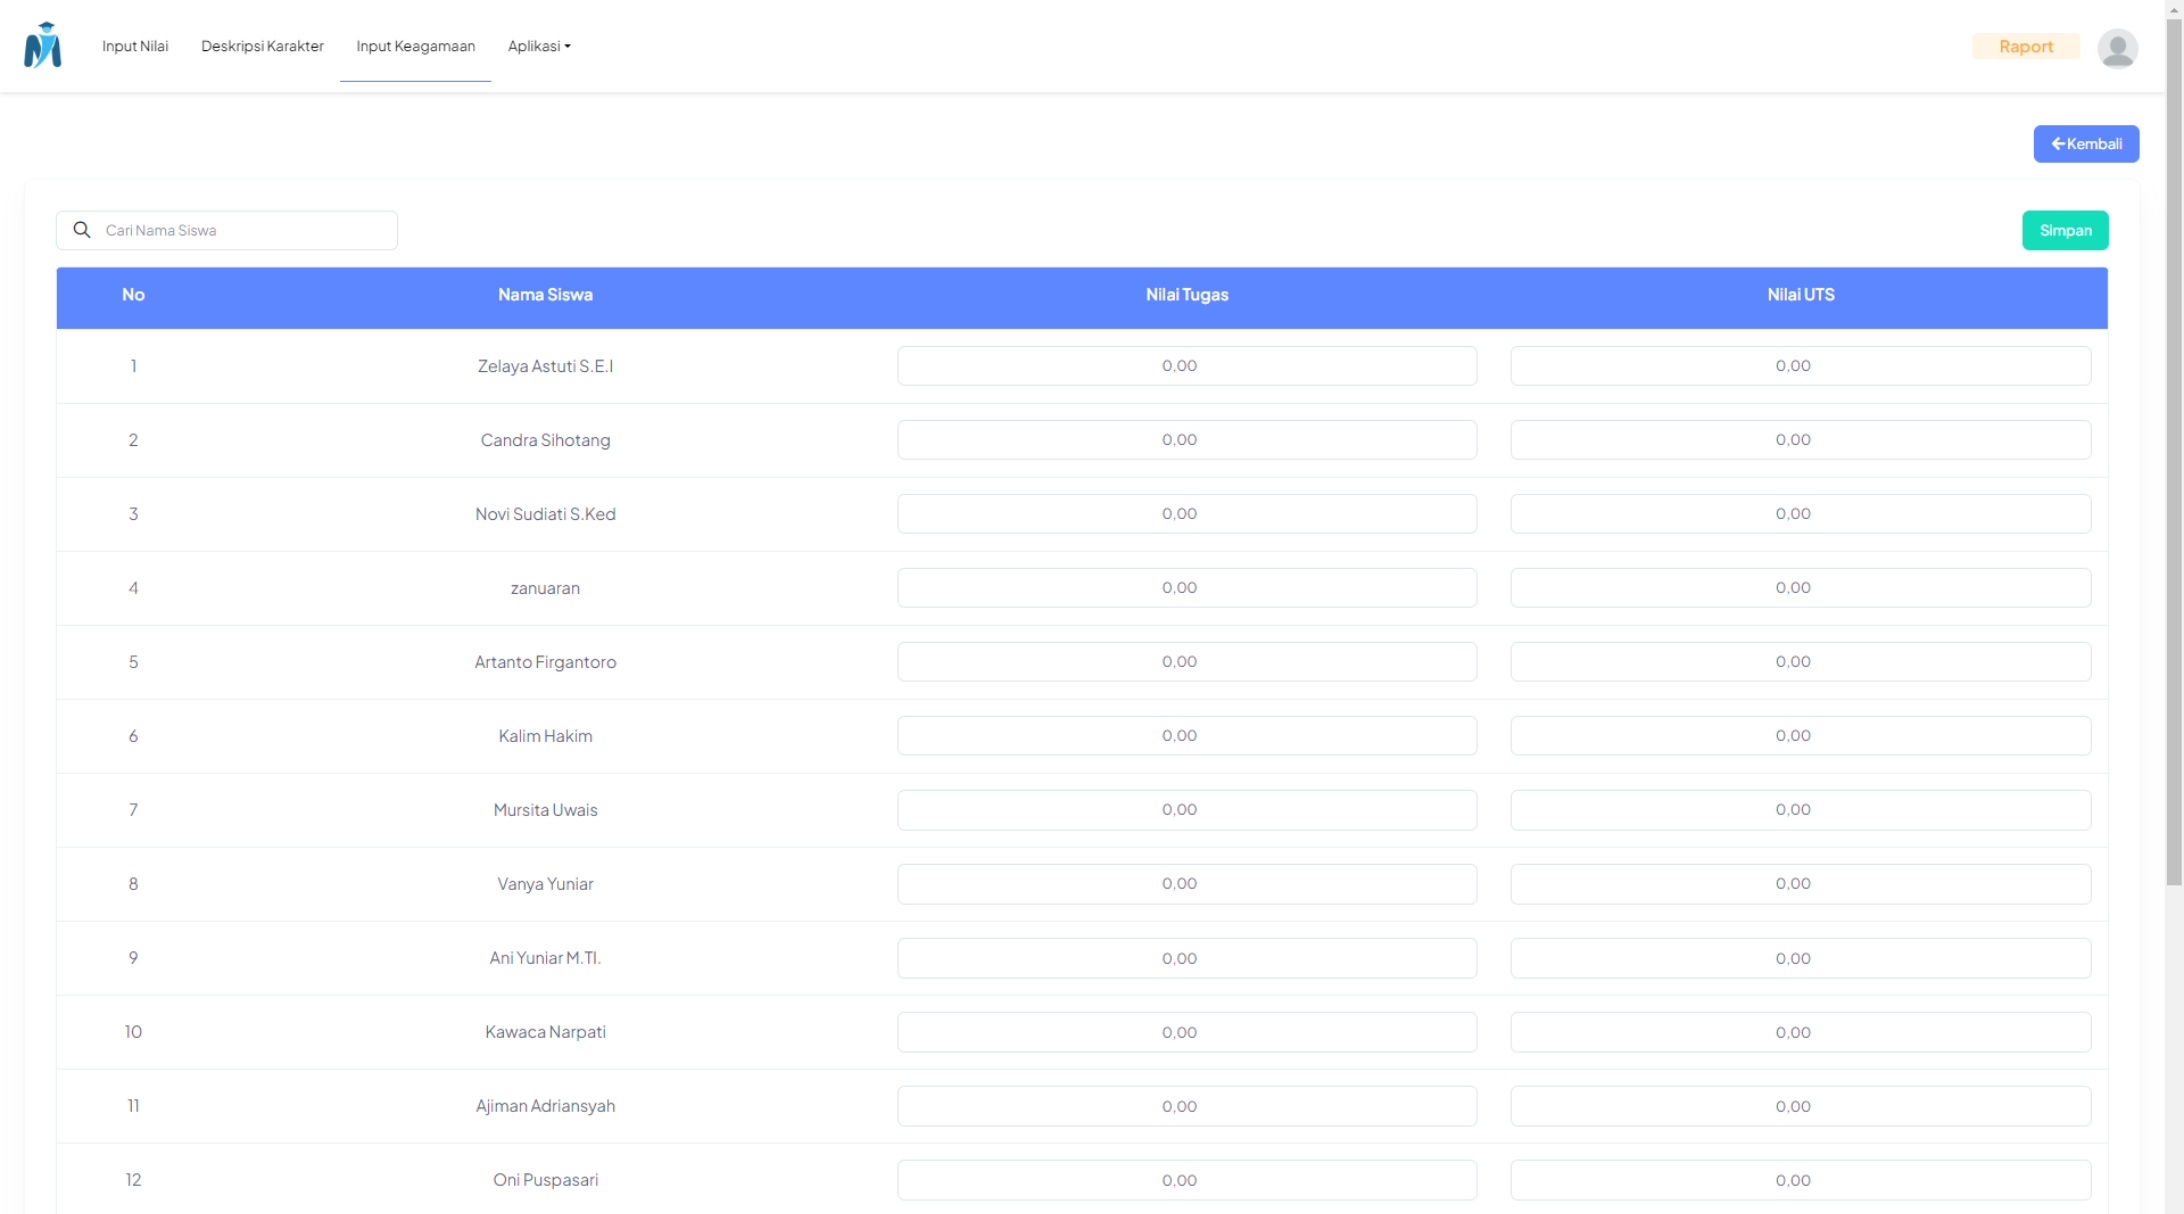 Input Nilai Deskripsi Karakter Input Keagamaan Aplikasi Raport
Kembali
Cari Nama Siswa Simpan
No Nama Siswa Nilai Tugas Nilai UTS
1 Zelaya Astuti S.E.I 0,00 0,00
2 Candra Sihotang 0,00 0,00
3 Novi Sudiati S.Ked 0,00 0,00
4 zanuaran 0,00 0,00
5 Artanto Firgantoro 0,00 0,00
6 Kalim Hakim 0,00 0,00
7 Mursita Uwais 0,00 0,00
8 Vanya Yuniar 0,00 0,00
9 Ani Yuniar M.TI. 0,00 0,00
10 Kawaca Narpati 0,00 0,00
11 Ajiman Adriansyah 0,00 0,00
12 Oni Puspasari 0,00 0,00